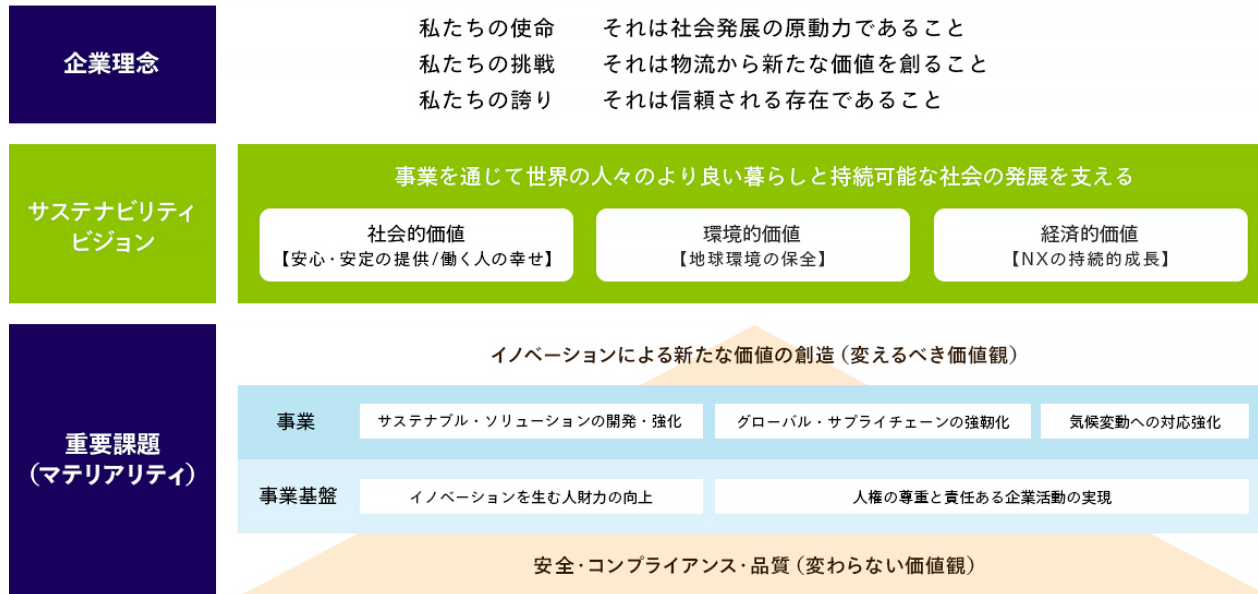 企業理念
私たちの使命 それは社会発展の原動力であること
私たちの挑戦 それは物流から新たな価値を創ること
私たちの誇り それは信頼される存在であること
サステナビリティ
ビジョン
事業を通じて世界の人々のより良い暮らしと持続可能な社会の発展を支える
社会的価値
【安心・安定の提供/働く人の幸せ】
環境的価値
【地球環境の保全】
経済的価値
【NXの持続的成長】
重要課題
(マテリアリティ)
イノベーションによる新たな価値の創造(変えるべき価値観)
事業
サステナブル・ソリューションの開発・強化
グローバル・サプライチェーンの強靭化
気候変動への対応強化
事業基盤
イノベーションを生む人財力の向上
人権の尊重と責任ある企業活動の実現
安全・コンプライアンス・品質(変わらない価値観)